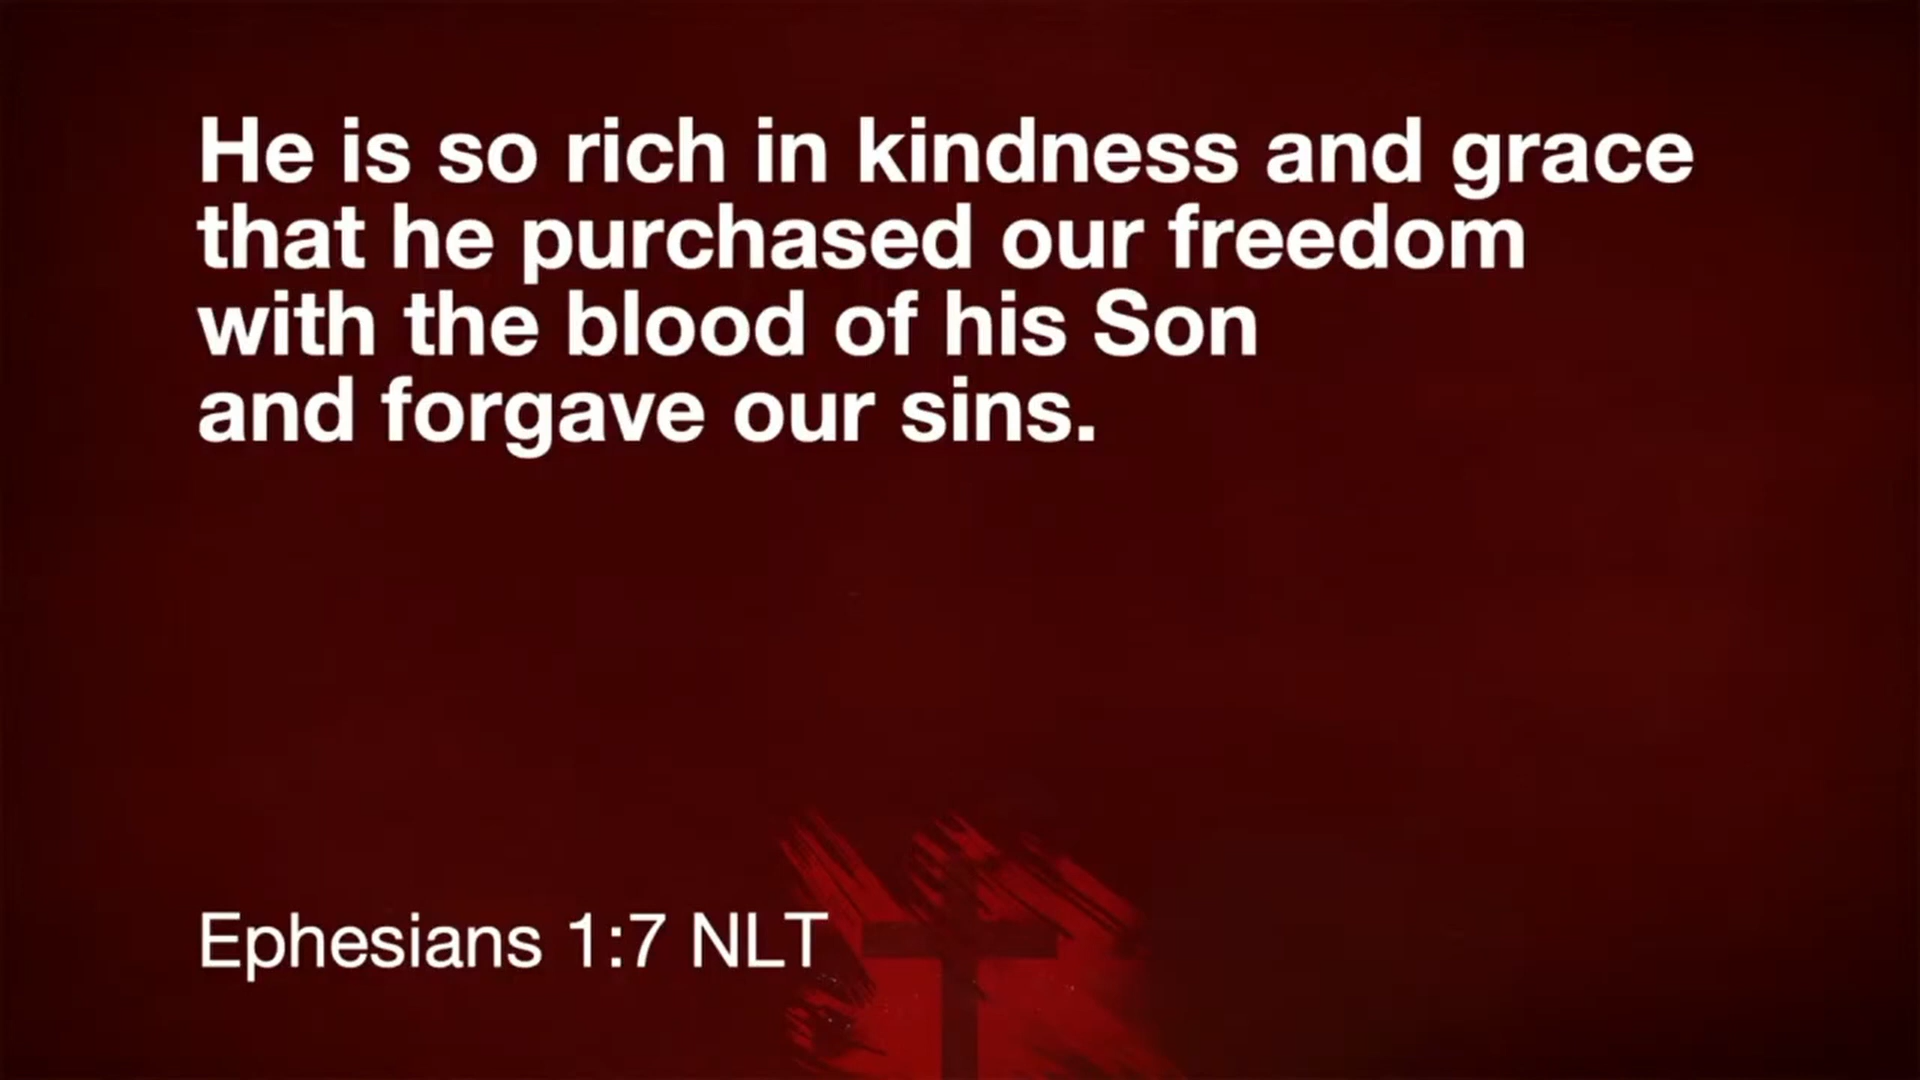 He is so rich in kindness and grace
that he purchased our freedom
with the blood of his Son
and forgave our sins.
Ephesians 1:7 NLT